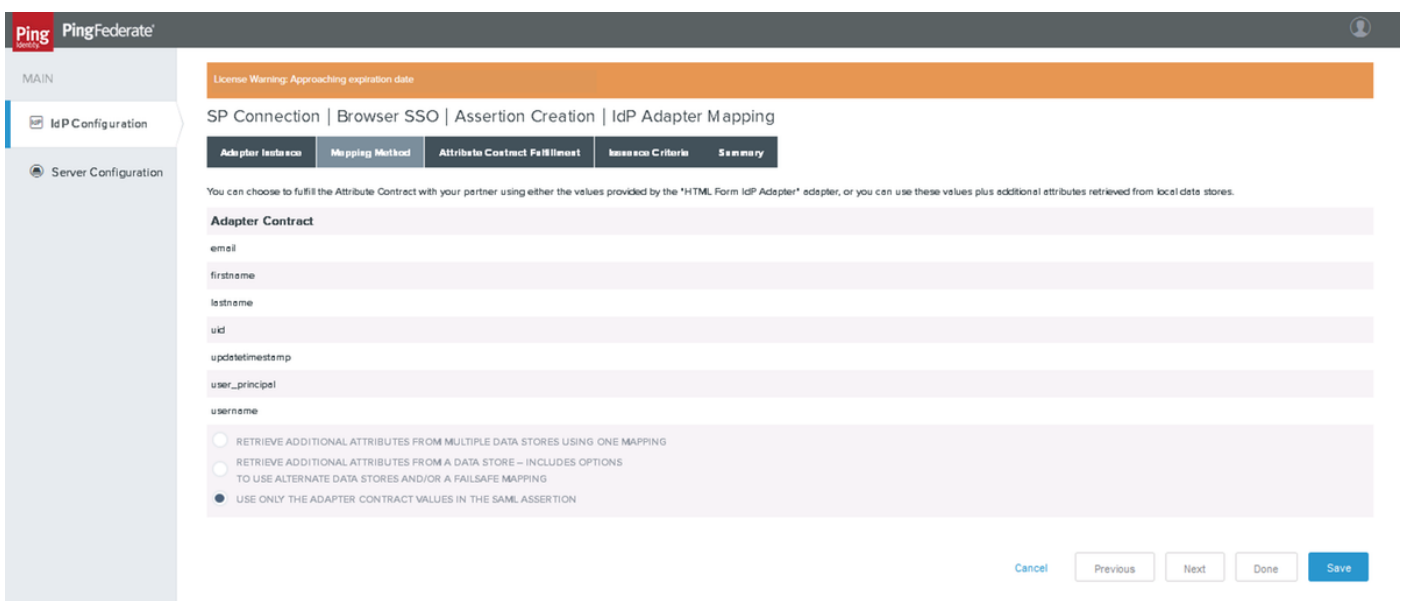 Ping
Identity
PingFederate
MAIN
IdP
IdP Configuration
Server Configuration
License Warning: Approaching expiration date
SP Connection | Browser SSO | Assertion Creation | IdP Adapter Mapping
Adapter Instance Mapping Method Attribute Contract Fulfillment Issuance Criteria Summary
You can choose to fulfill the Attribute Contract with your partner using either the values provided by the "HTML Form IdP Adapter" adapter, or you can use these values plus additional attributes retrieved from local data stores.
Adapter Contract
email
firstname
lastname
uid
updatetimestamp
user_principal
username
RETRIEVE ADDITIONAL ATTRIBUTES FROM MULTIPLE DATA STORES USING ONE MAPPING
RETRIEVE ADDITIONAL ATTRIBUTES FROM A DATA STORE – INCLUDES OPTIONS
TO USE ALTERNATE DATA STORES AND/OR A FAILSAFE MAPPING
USE ONLY THE ADAPTER CONTRACT VALUES IN THE SAML ASSERTION
Cancel Previous Next Done Save